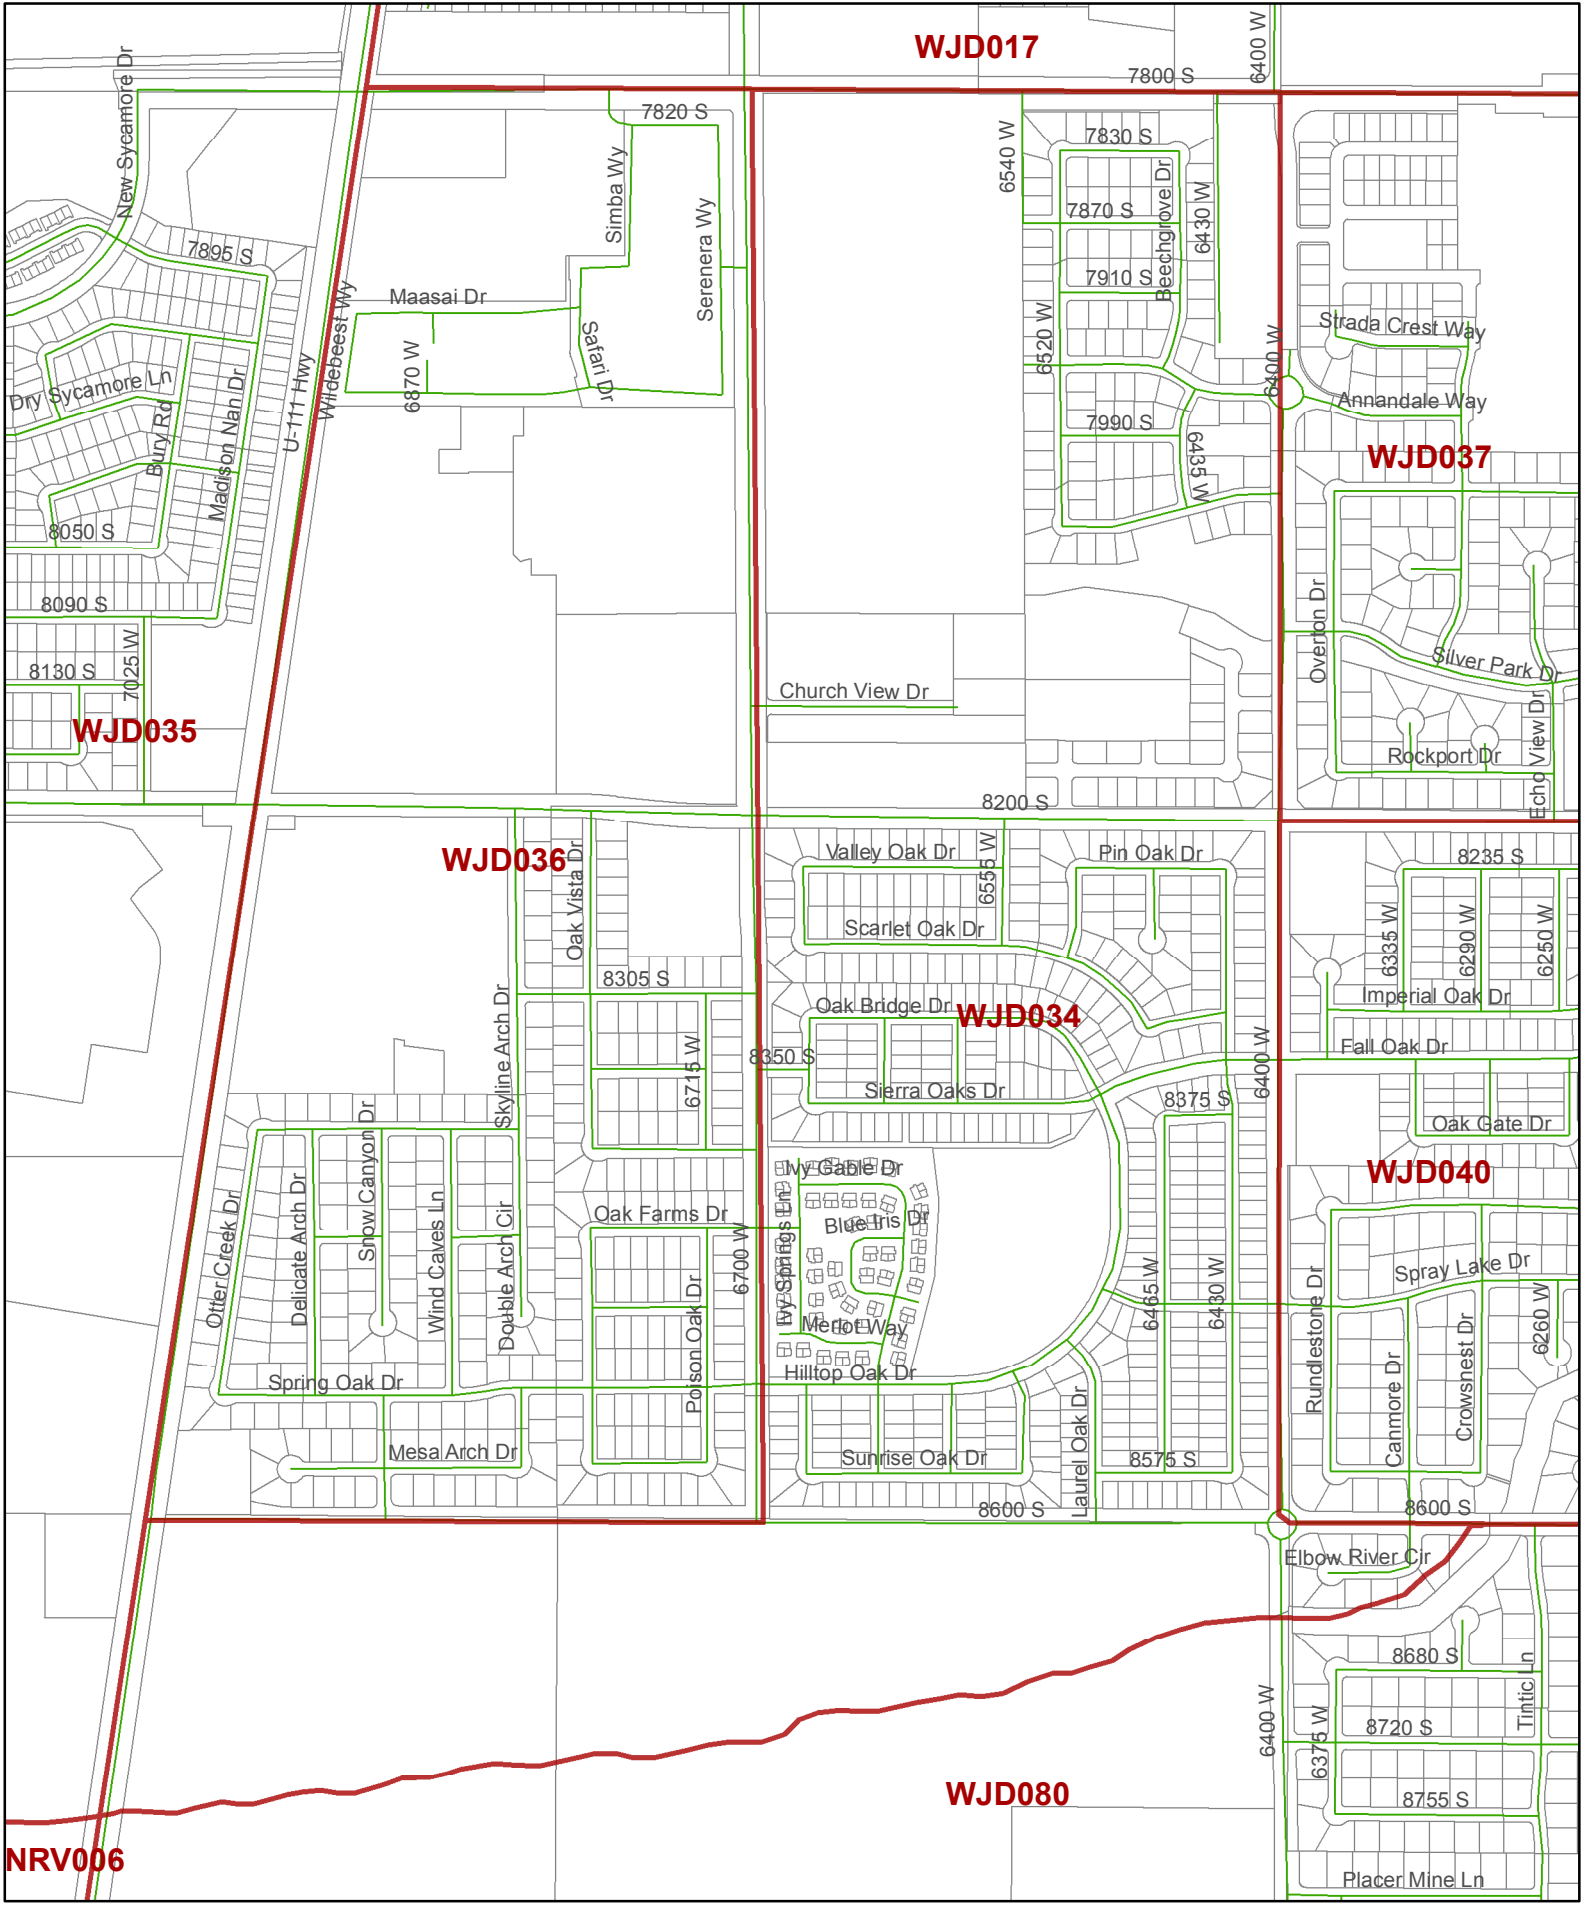 WJD017
6400 W
7800 S
New Sycamore Dr
7820 S
6540 W
7830 S
Simba Wy
Beechgrove Dr
6430 W
Serenera Wy
7870 S
7895 S
7910 S
Maasai Dr
Wildebeest Wy
Strada Crest Way
6520 W
6400 W
Safari Dr
6870 W
Dry Sycamore Ln
Madison Nan Dr
U-111 Hwy
Annandale Way
Bury Rd
7990 S
6435 W
WJD037
8050 S
8090 S
Overton Dr
7025 W
8130 S
Silver Park Dr
Church View Dr
WJD035
Echo View Dr
Rockport Dr
8200 S
WJD036
Oak Vista Dr
Valley Oak Dr
6555 W
Pin Oak Dr
8235 S
Scarlet Oak Dr
6335 W
6290 W
6250 W
8305 S
Oak Bridge Dr
WJD034
Imperial Oak Dr
Skyline Arch Dr
8350 S
6715 W
6400 W
Fall Oak Dr
Sierra Oaks Dr
8375 S
Oak Gate Dr
Snow Canyon Dr
Ivy Gable Dr
WJD040
Delicate Arch Dr
Otter Creek Dr
Wind Caves Ln
Double Arch Cir
Oak Farms Dr
6700 W
Ivy Springs Ln
Blue Iris Dr
Spray Lake Dr
6465 W
6430 W
Rundlestone Dr
Poison Oak Dr
Merlot Way
6260 W
Crowsnest Dr
Canmore Dr
Spring Oak Dr
Hilltop Oak Dr
Laurel Oak Dr
Mesa Arch Dr
Sunrise Oak Dr
8575 S
8600 S
8600 S
Elbow River Cir
8680 S
Tintic Ln
6400 W
6375 W
8720 S
WJD080
8755 S
NRV006
Placer Mine Ln